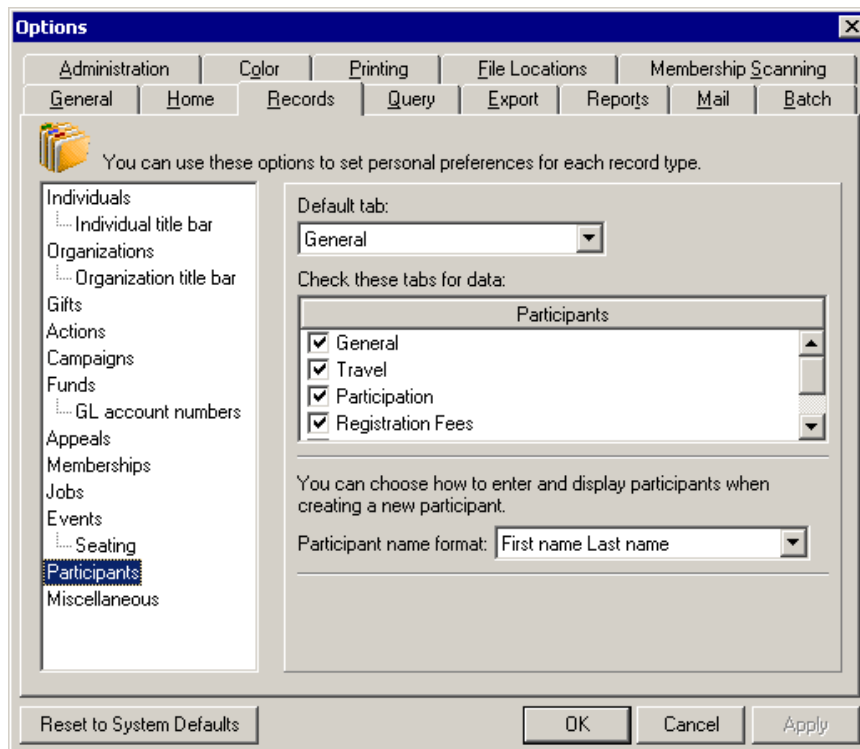 Options
Administration Color Printing File Locations Membership Scanning
General Home Records Query Export Reports Mail Batch
You can use these options to set personal preferences for each record type.
Individuals
Individual title bar
Organizations
Organization title bar
Gifts
Actions
Campaigns
Funds
GL account numbers
Appeals
Memberships
Jobs
Events
Seating
Participants
Miscellaneous
Default tab:
General
Check these tabs for data:
Participants
General
Travel
Participation
Registration Fees
You can choose how to enter and display participants when
creating a new participant.
Participant name format: First name Last name
Reset to System Defaults OK Cancel Apply